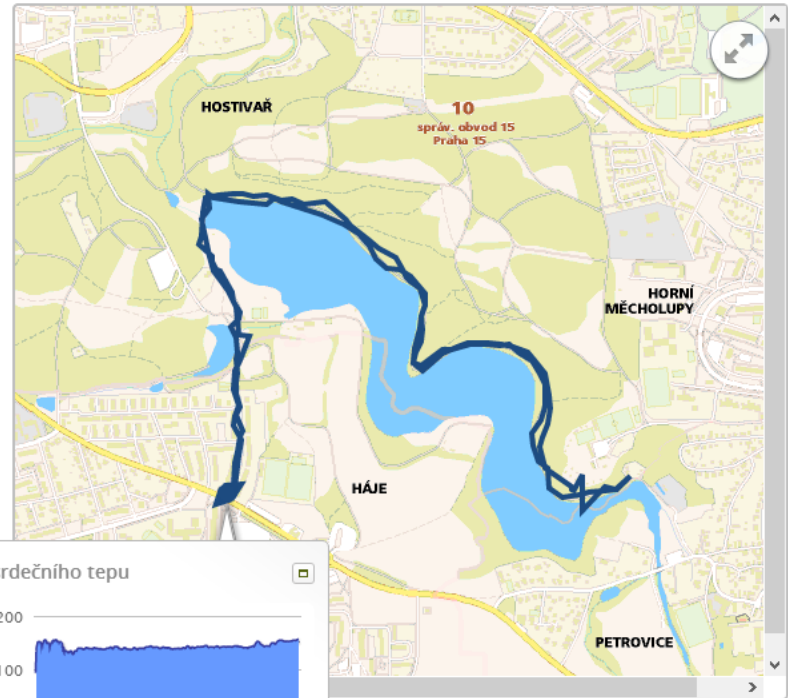 HOSTIVAŘ
10
správ. obvod 15
Praha 15
HORNÍ
MĚCHOLUPY
HÁJE
PETROVICE
rdečního tepu
200
100